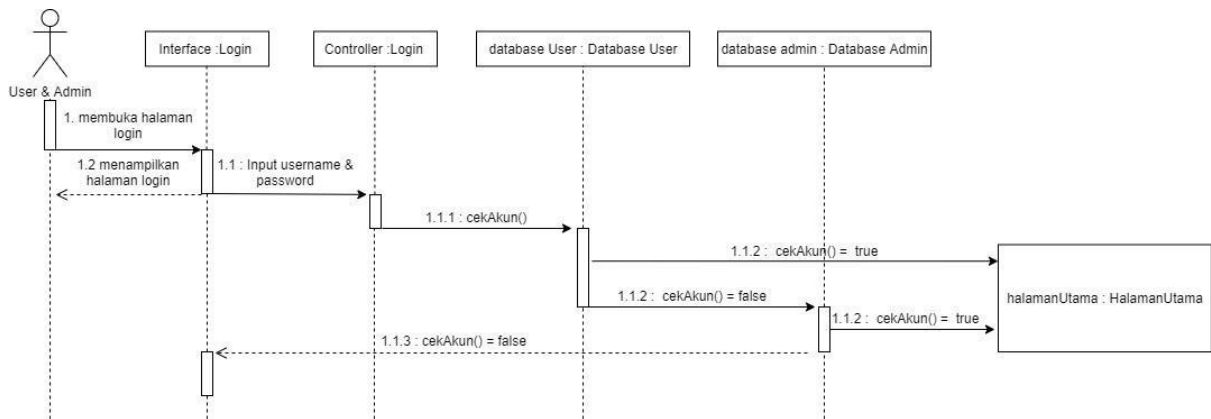 Interface :Login
Controller :Login
database User : Database User
database admin : Database Admin
User & Admin
1. membuka halaman
login
1.2 menampilkan
halaman login
1.1 : Input username &
password
1.1.1 : cekAkun()
1.1.2 : cekAkun() = true
1.1.2 : cekAkun() = false
halamanUtama : HalamanUtama
1.1.2 : cekAkun() = true
1.1.3 : cekAkun() = false